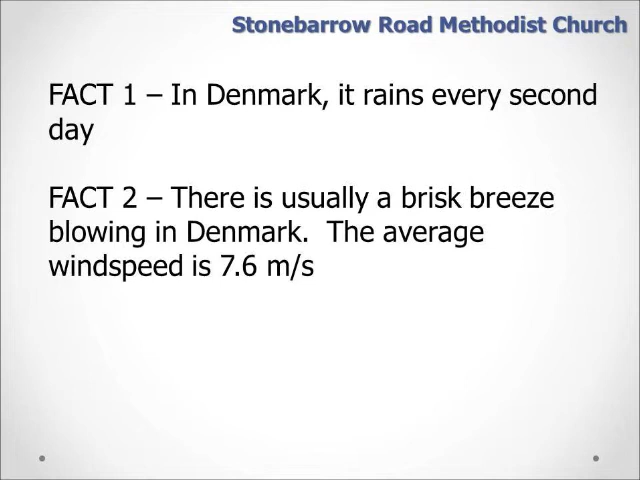 Stonebarrow Road Methodist Church
FACT 1 – In Denmark, it rains every second
day
FACT 2 – There is usually a brisk breeze
blowing in Denmark.  The average
windspeed is 7.6 m/s